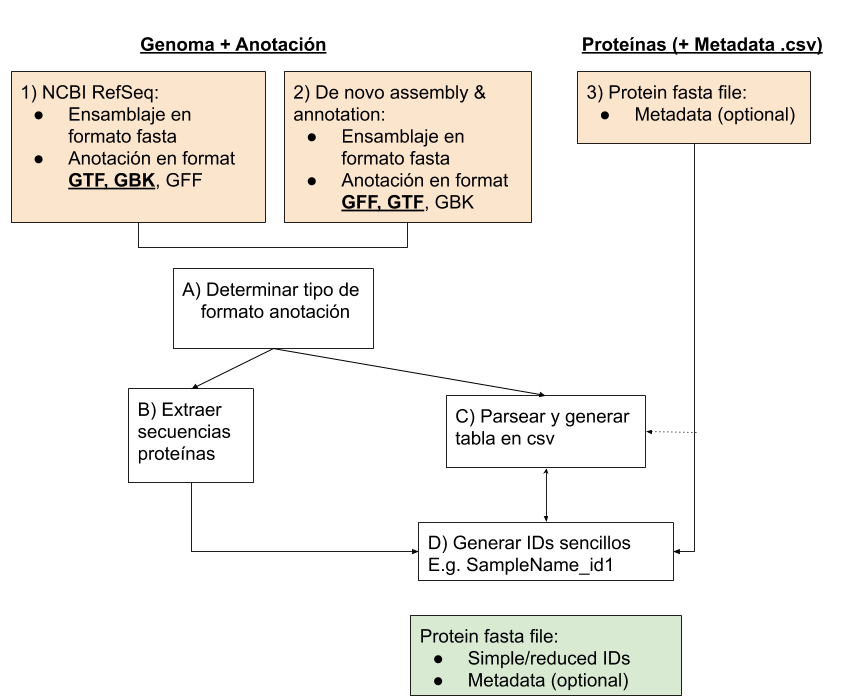 Genoma + Anotación
Proteínas (+ Metadata .csv)
1) NCBI RefSeq:
● Ensamblaje en
formato fasta
● Anotación en format
GTF, GBK, GFF
2) De novo assembly &
annotation:
● Ensamblaje en
formato fasta
● Anotación en format
GFF, GTF, GBK
3) Protein fasta file:
● Metadata (optional)
A) Determinar tipo de
formato anotación
B) Extraer
secuencias
proteínas
C) Parsear y generar
tabla en csv
D) Generar IDs sencillos
E.g. SampleName_id1
Protein fasta file:
● Simple/reduced IDs
● Metadata (optional)